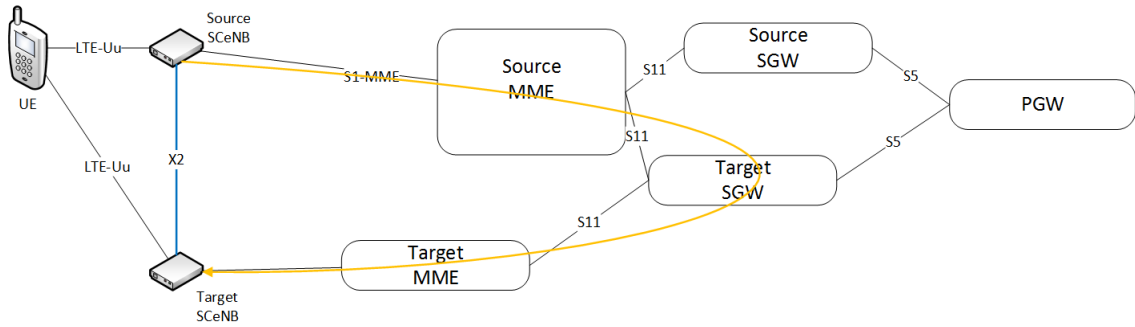 Source
SCeNB
LTE-Uu
UE
S1-MME
Source
MME
S11
Source
SGW
S5
PGW
S11
X2
LTE-Uu
Target
SGW
S5
S11
Target
MME
Target
SCeNB